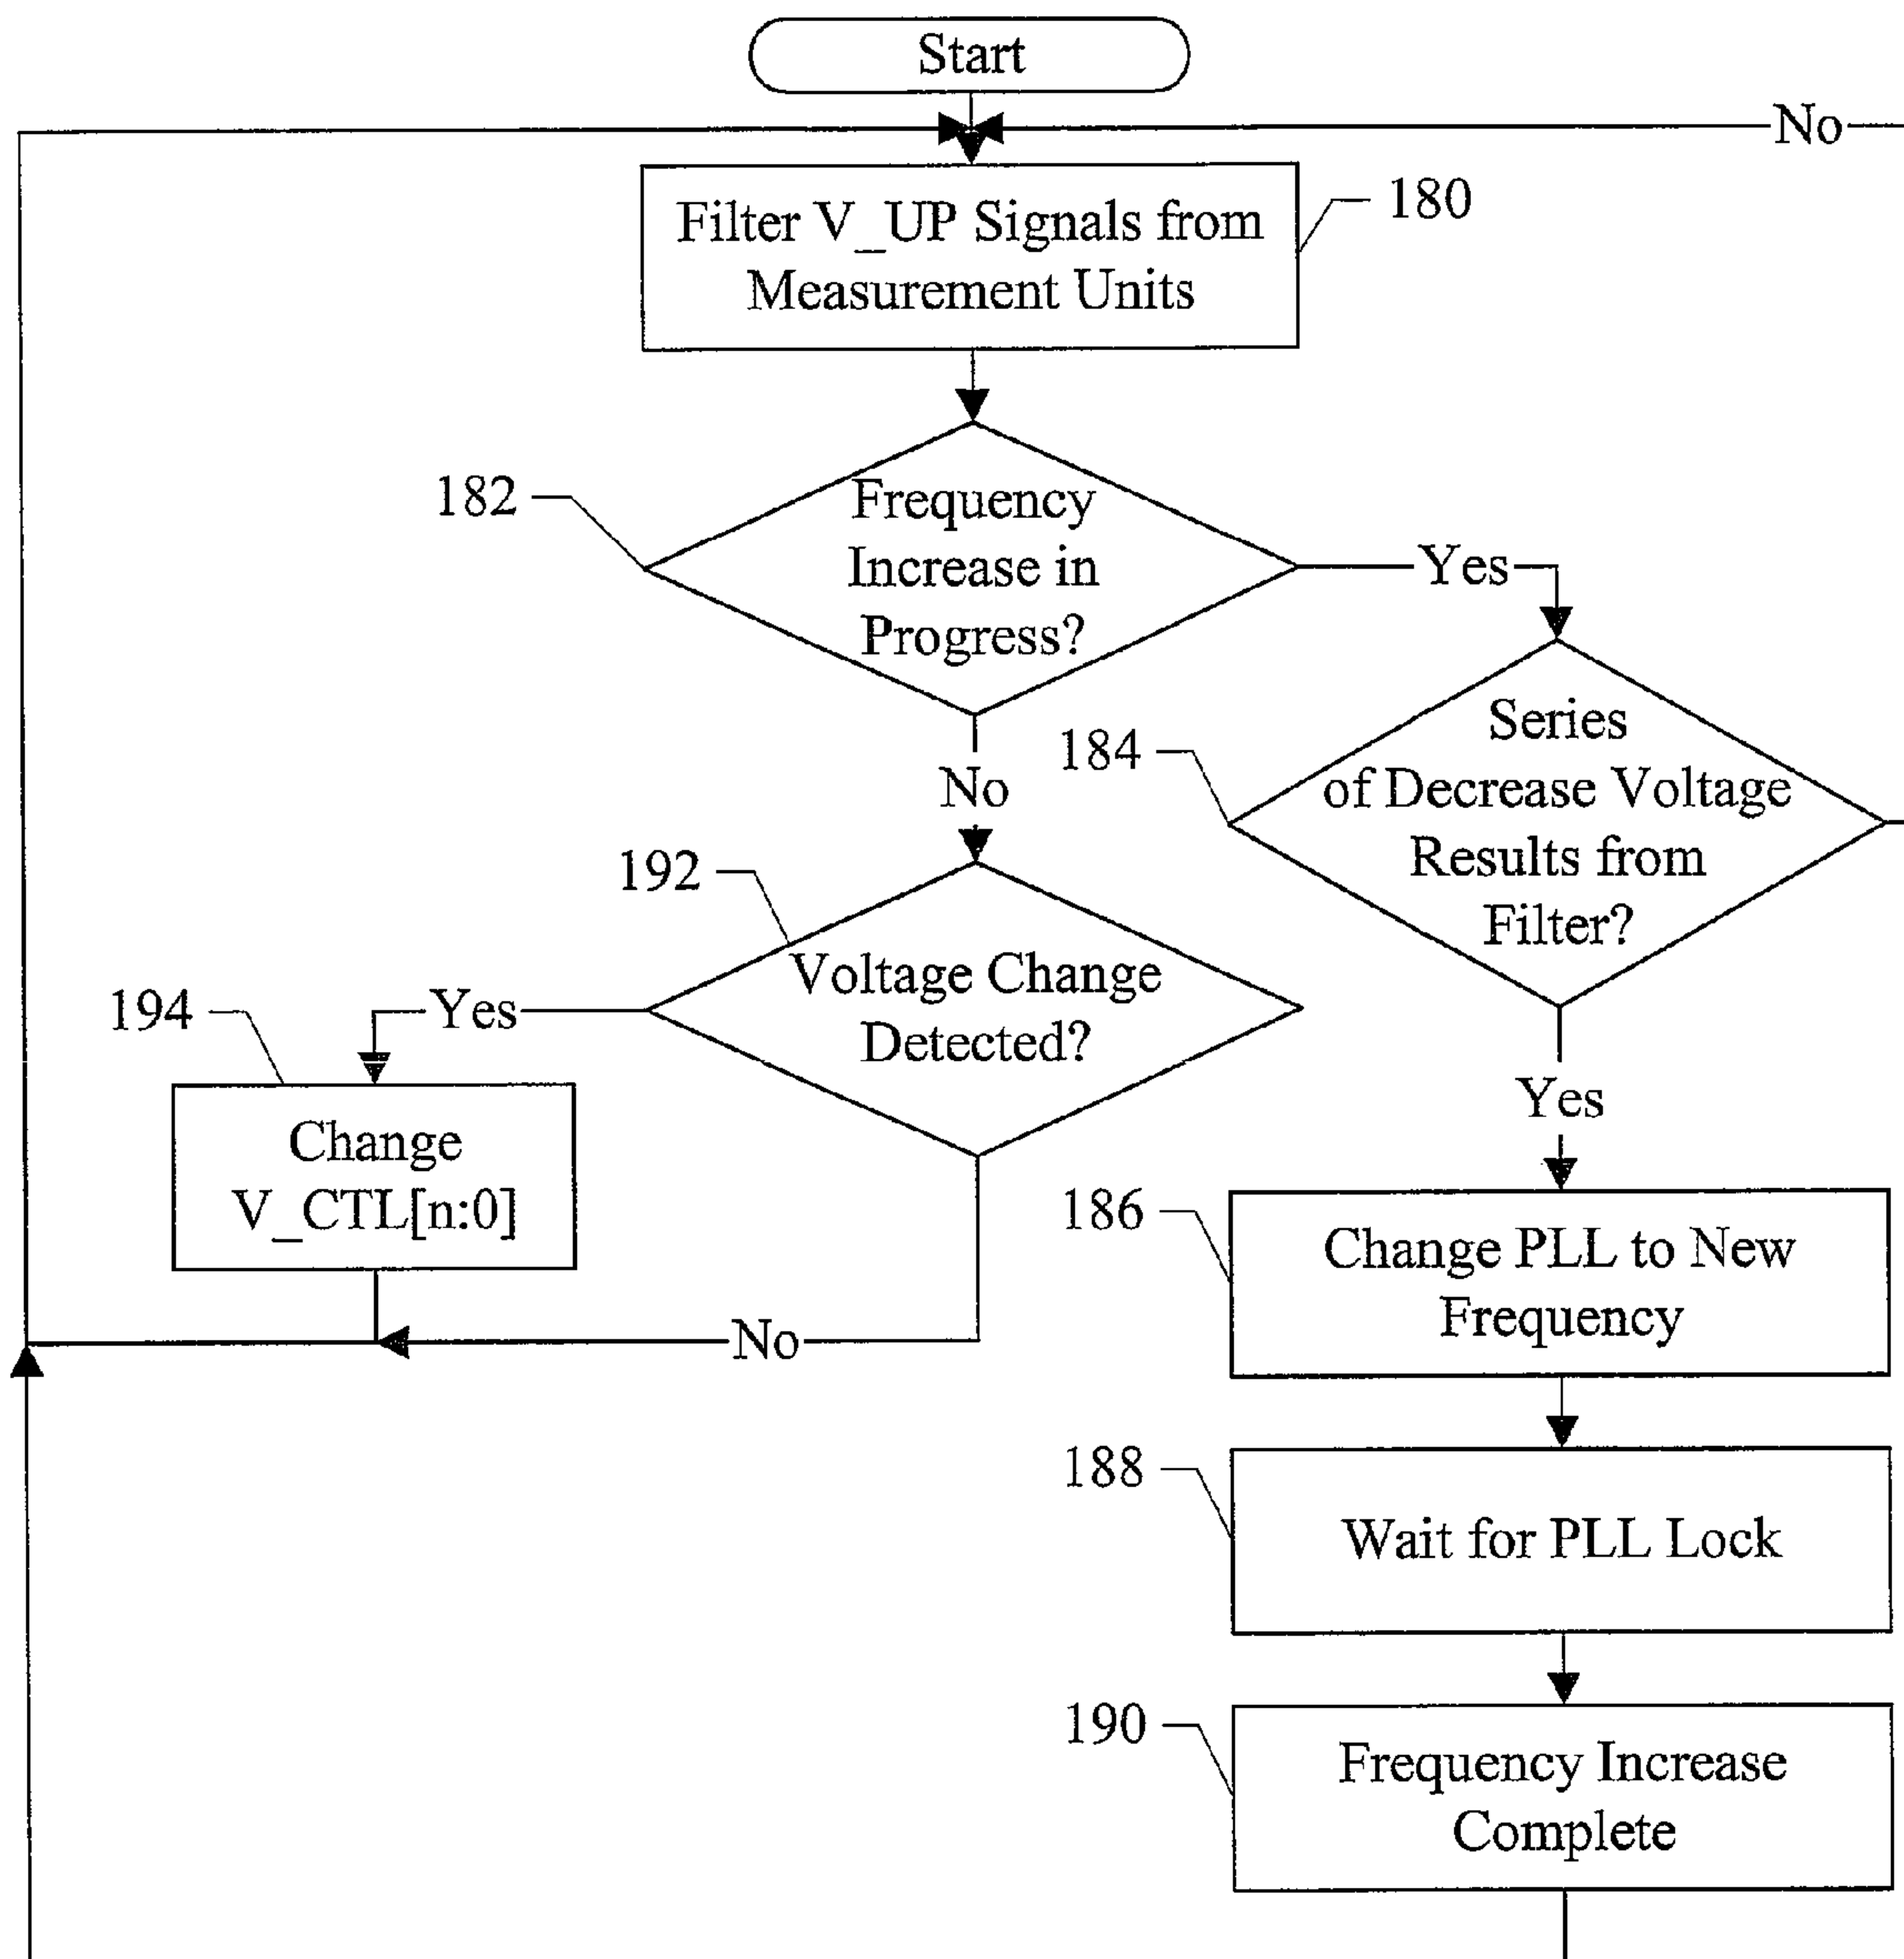 Start
No
Filter V_UP Signals from
Measurement Units
180
182
Frequency
Increase in
Progress?
Yes
No
184
Series
of Decrease Voltage
Results from
Filter?
192
Voltage Change
Detected?
Yes
194
Change
V_CTL[n:0]
No
Yes
186
Change PLL to New
Frequency
188
Wait for PLL Lock
190
Frequency Increase
Complete